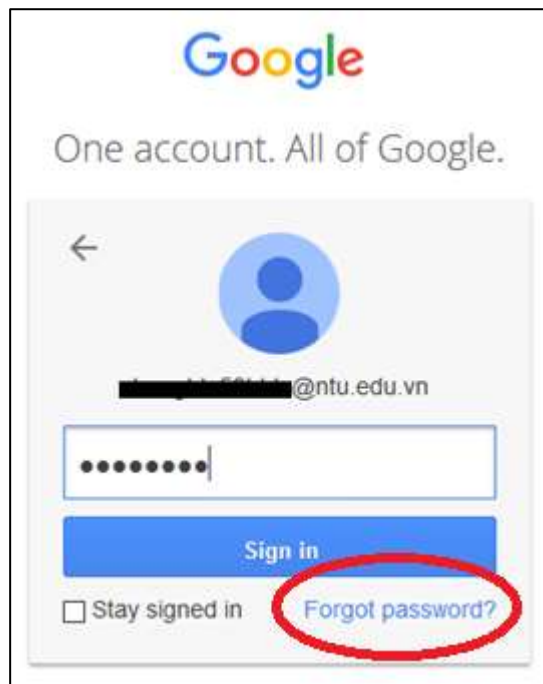 Google
One account. All of Google.
@ntu.edu.vn
Sign in
Stay signed in Forgot password?